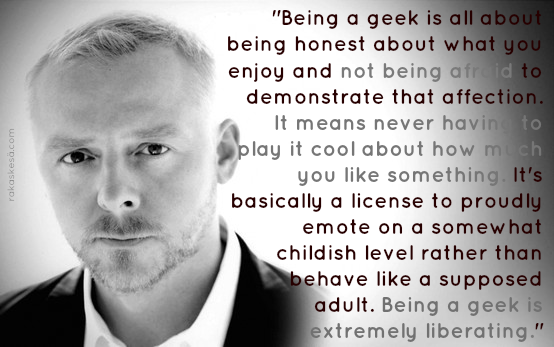 "Being a geek is all about
being honest about what you
enjoy and not being afraid to
demonstrate that affection.
It means never having to
play it cool about how much
you like something. It's
basically a license to proudly
emote on a somewhat
childish level rather than
behave like a supposed
adult. Being a geek is
extremely liberating."
rakaskesa.com